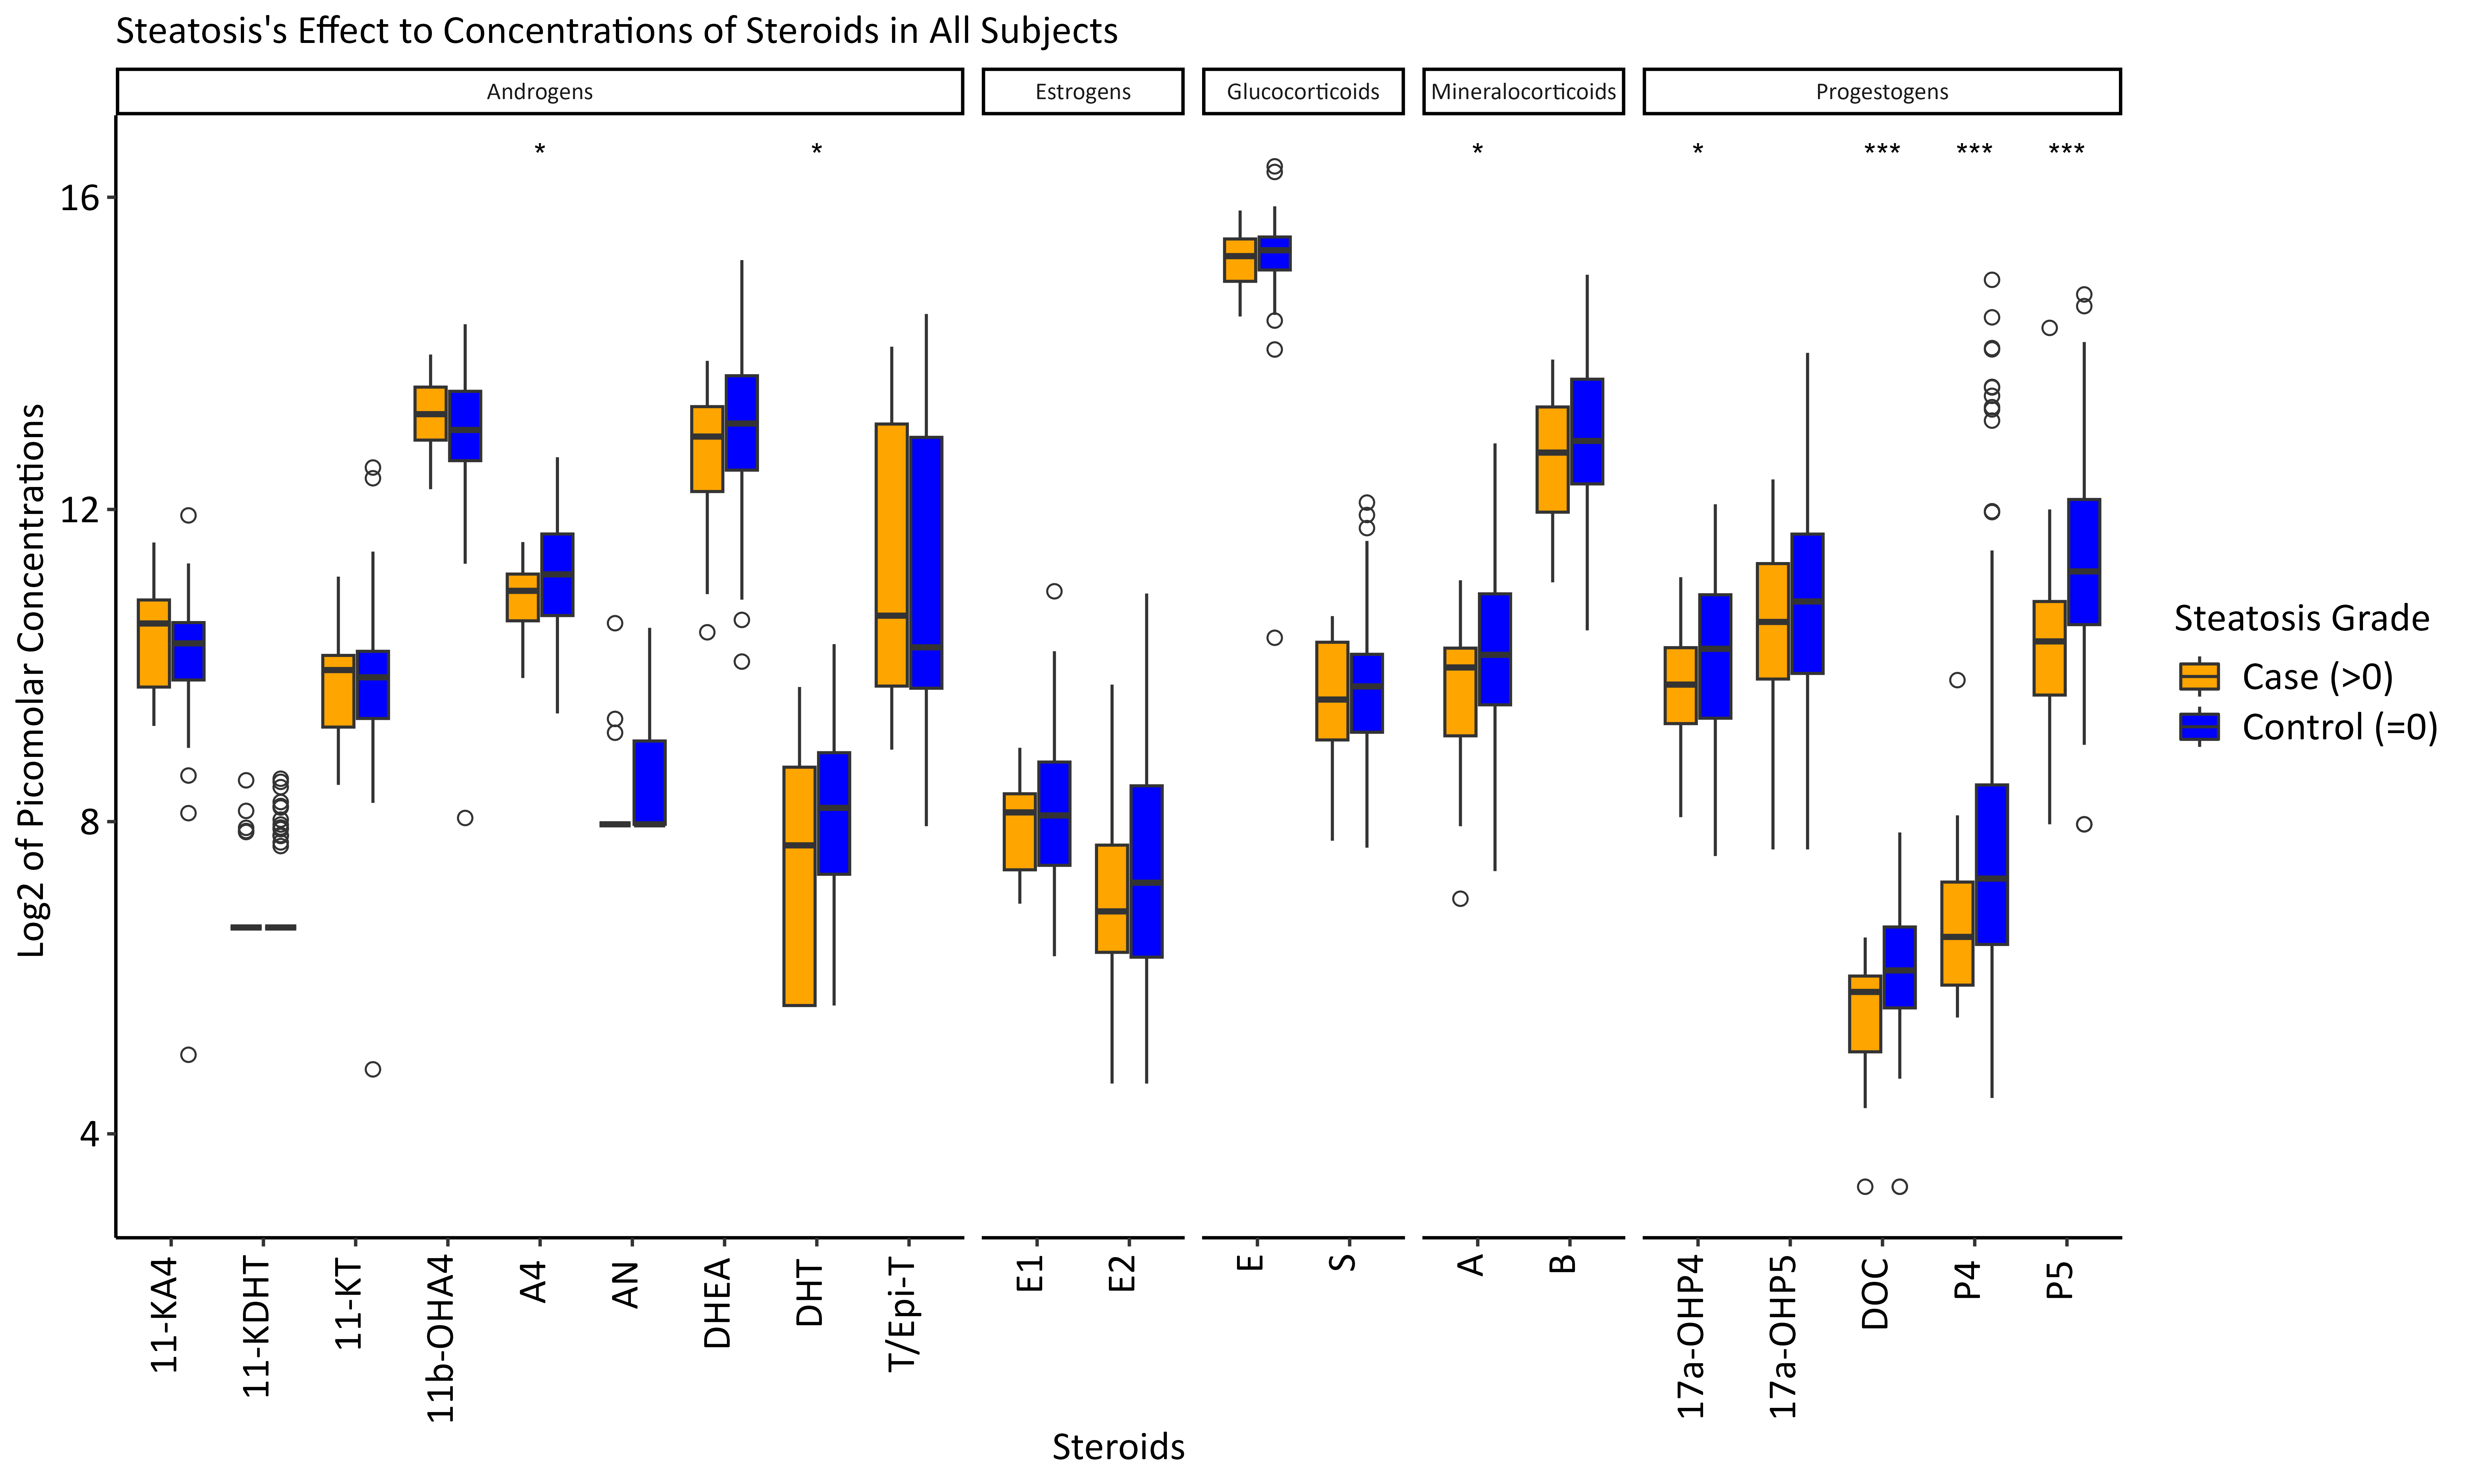 Steatosis's Effect to Concentrations of Steroids in All Subjects
Androgens
Estrogens
Glucocorticoids
Mineralocorticoids
Progestogens
* * * * *** *** ***
16
12
8
4
Log2 of Picomolar Concentrations
11-KA4
11-KDHT
11-KT
11b-OHA4
A4
AN
DHEA
DHT
T/Epi-T
E1
E2
E
S
A
B
17a-OHP4
17a-OHP5
DOC
P4
P5
Steroids
Steatosis Grade
Case (>0)
Control (=0)